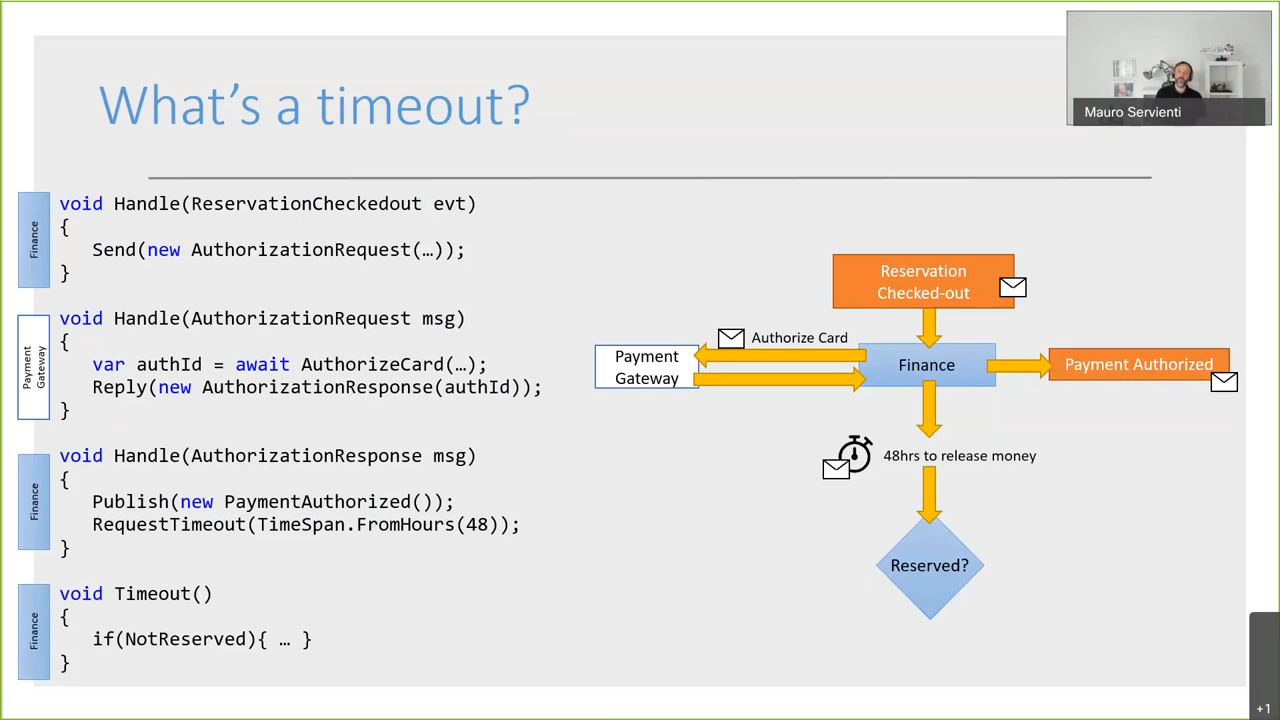 What's a timeout?
Mauro Servienti
Finance
void Handle(ReservationCheckedout evt)
{
Send(new AuthorizationRequest(…));
}
Payment
Gateway
void Handle(AuthorizationRequest msg)
{
var authId = await AuthorizeCard(…);
Reply(new AuthorizationResponse(authId));
}
Finance
void Handle(AuthorizationResponse msg)
{
Publish(new PaymentAuthorized());
RequestTimeout(TimeSpan.FromHours(48));
}
Finance
void Timeout()
{
if(NotReserved){ … }
}
Reservation
Checked-out
Authorize Card
Payment
Gateway
Finance
Payment Authorized
48hrs to release money
Reserved?
+1